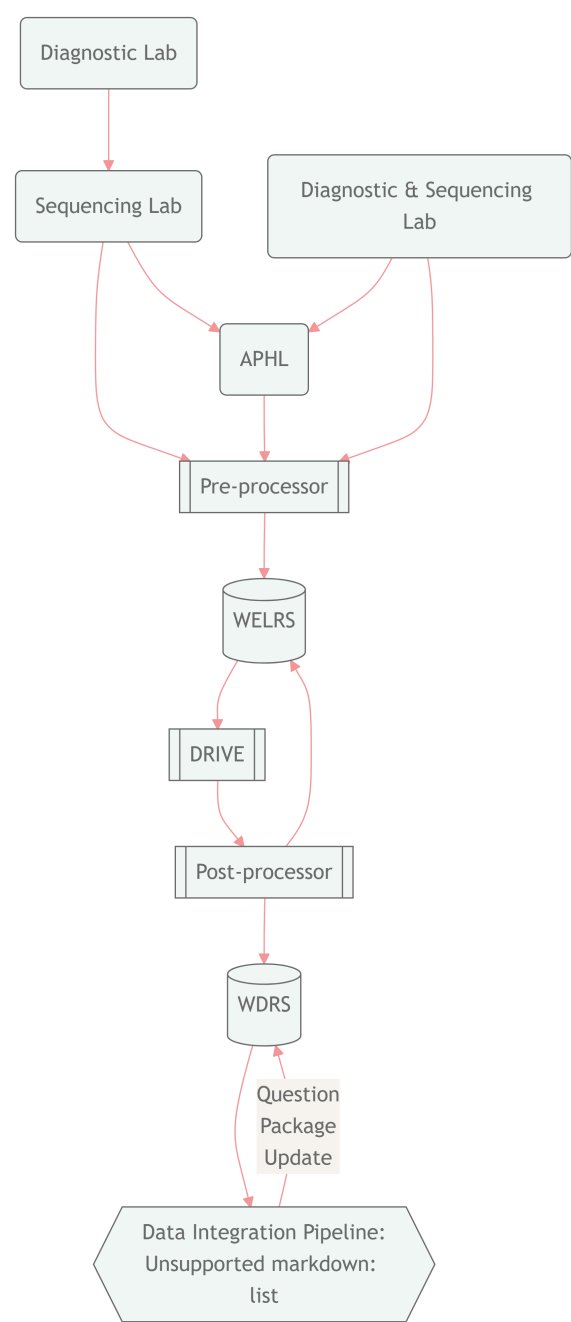 Diagnostic Lab
Sequencing Lab
Diagnostic & Sequencing
Lab
APHL
Pre-processor
WELRS
DRIVE
Post-processor
WDRS
Question
Package
Update
Data Integration Pipeline:
Unsupported markdown:
list